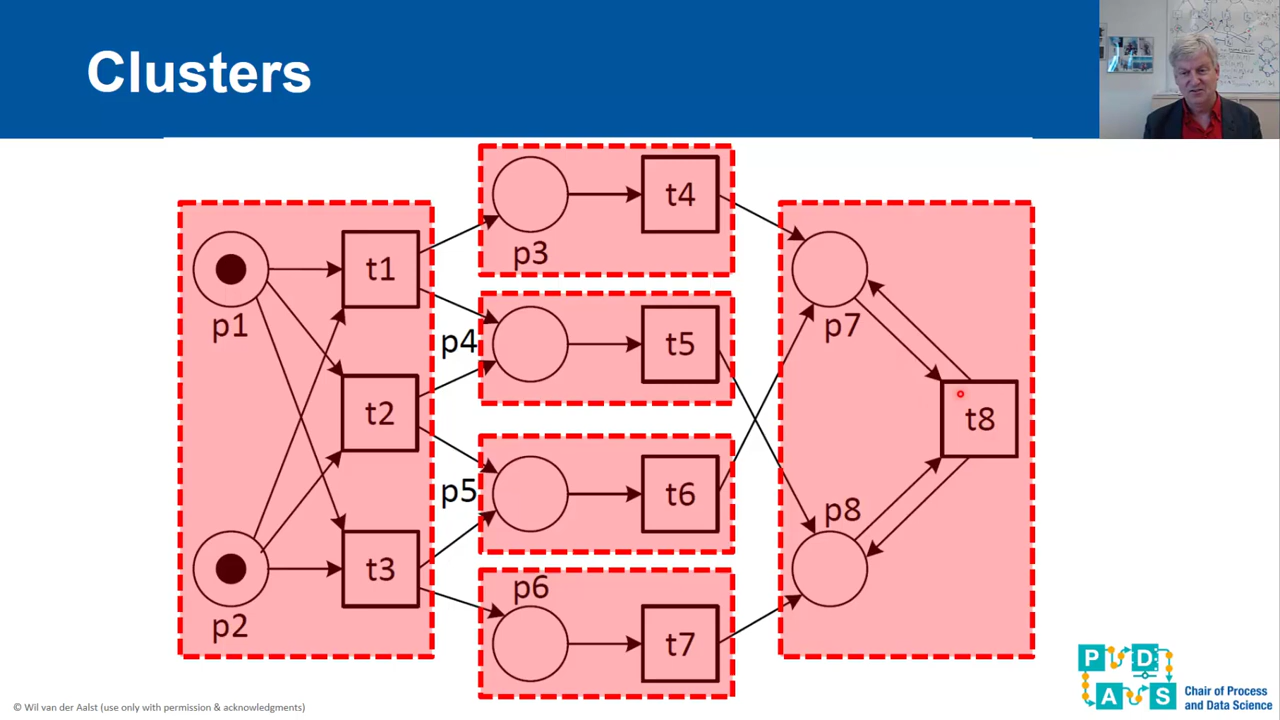 Clusters
p1
p2
t1
t2
t3
p3
t4
p4
t5
p5
t6
p6
t7
p7
p8
t8
P D
A S
Chair of Process
and Data Science
© Wil van der Aalst (use only with permission & acknowledgments)